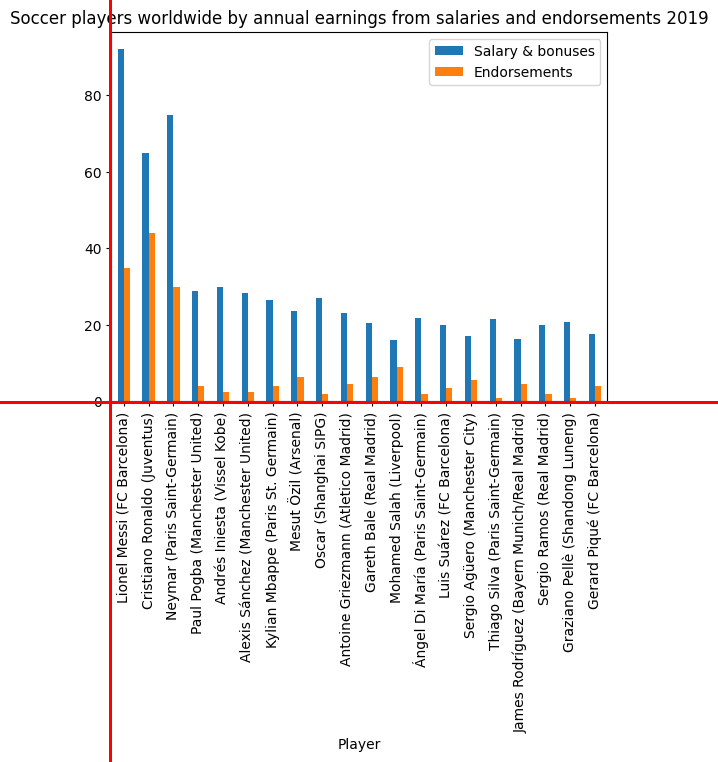 Soccer players worldwide by annual earnings from salaries and endorsements 2019
Salary & bonuses
Endorsements
80
60
40
20
0
Lionel Messi (FC Barcelona)
Cristiano Ronaldo (Juventus)
Neymar (Paris Saint-Germain)
Paul Pogba (Manchester United)
Andrés Iniesta (Vissel Kobe)
Alexis Sánchez (Manchester United)
Kylian Mbappe (Paris St. Germain)
Mesut Özil (Arsenal)
Oscar (Shanghai SIPG)
Antoine Griezmann (Atletico Madrid)
Gareth Bale (Real Madrid)
Mohamed Salah (Liverpool)
Ángel Di María (Paris Saint-Germain)
Luis Suárez (FC Barcelona)
Sergio Agüero (Manchester City)
Thiago Silva (Paris Saint-Germain)
James Rodríguez (Bayern Munich/Real Madrid)
Sergio Ramos (Real Madrid)
Graziano Pellè (Shandong Luneng)
Gerard Piqué (FC Barcelona)
Player